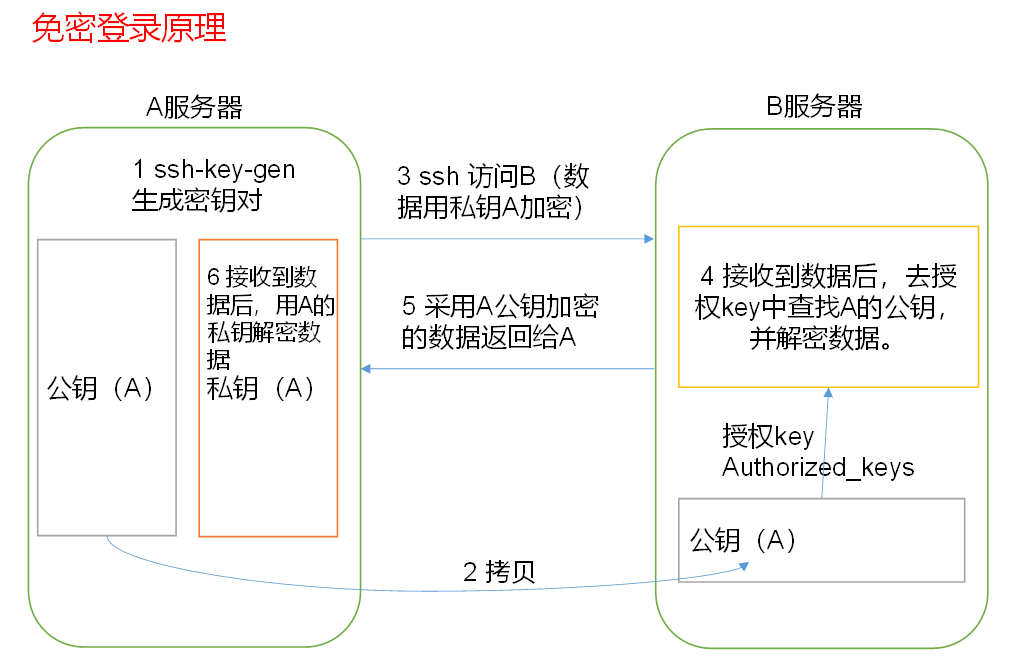 免密登录原理
A服务器
B服务器
1 ssh-key-gen
生成密钥对
3 ssh 访问B（数
据用私钥A加密）
6 接收到数
据后，用A的
私钥解密数
据
私钥（A）
公钥（A）
5 采用A公钥加密
的数据返回给A
4 接收到数据后，去授
权key中查找A的公钥，
并解密数据。
授权key
Authorized_keys
公钥（A）
2 拷贝